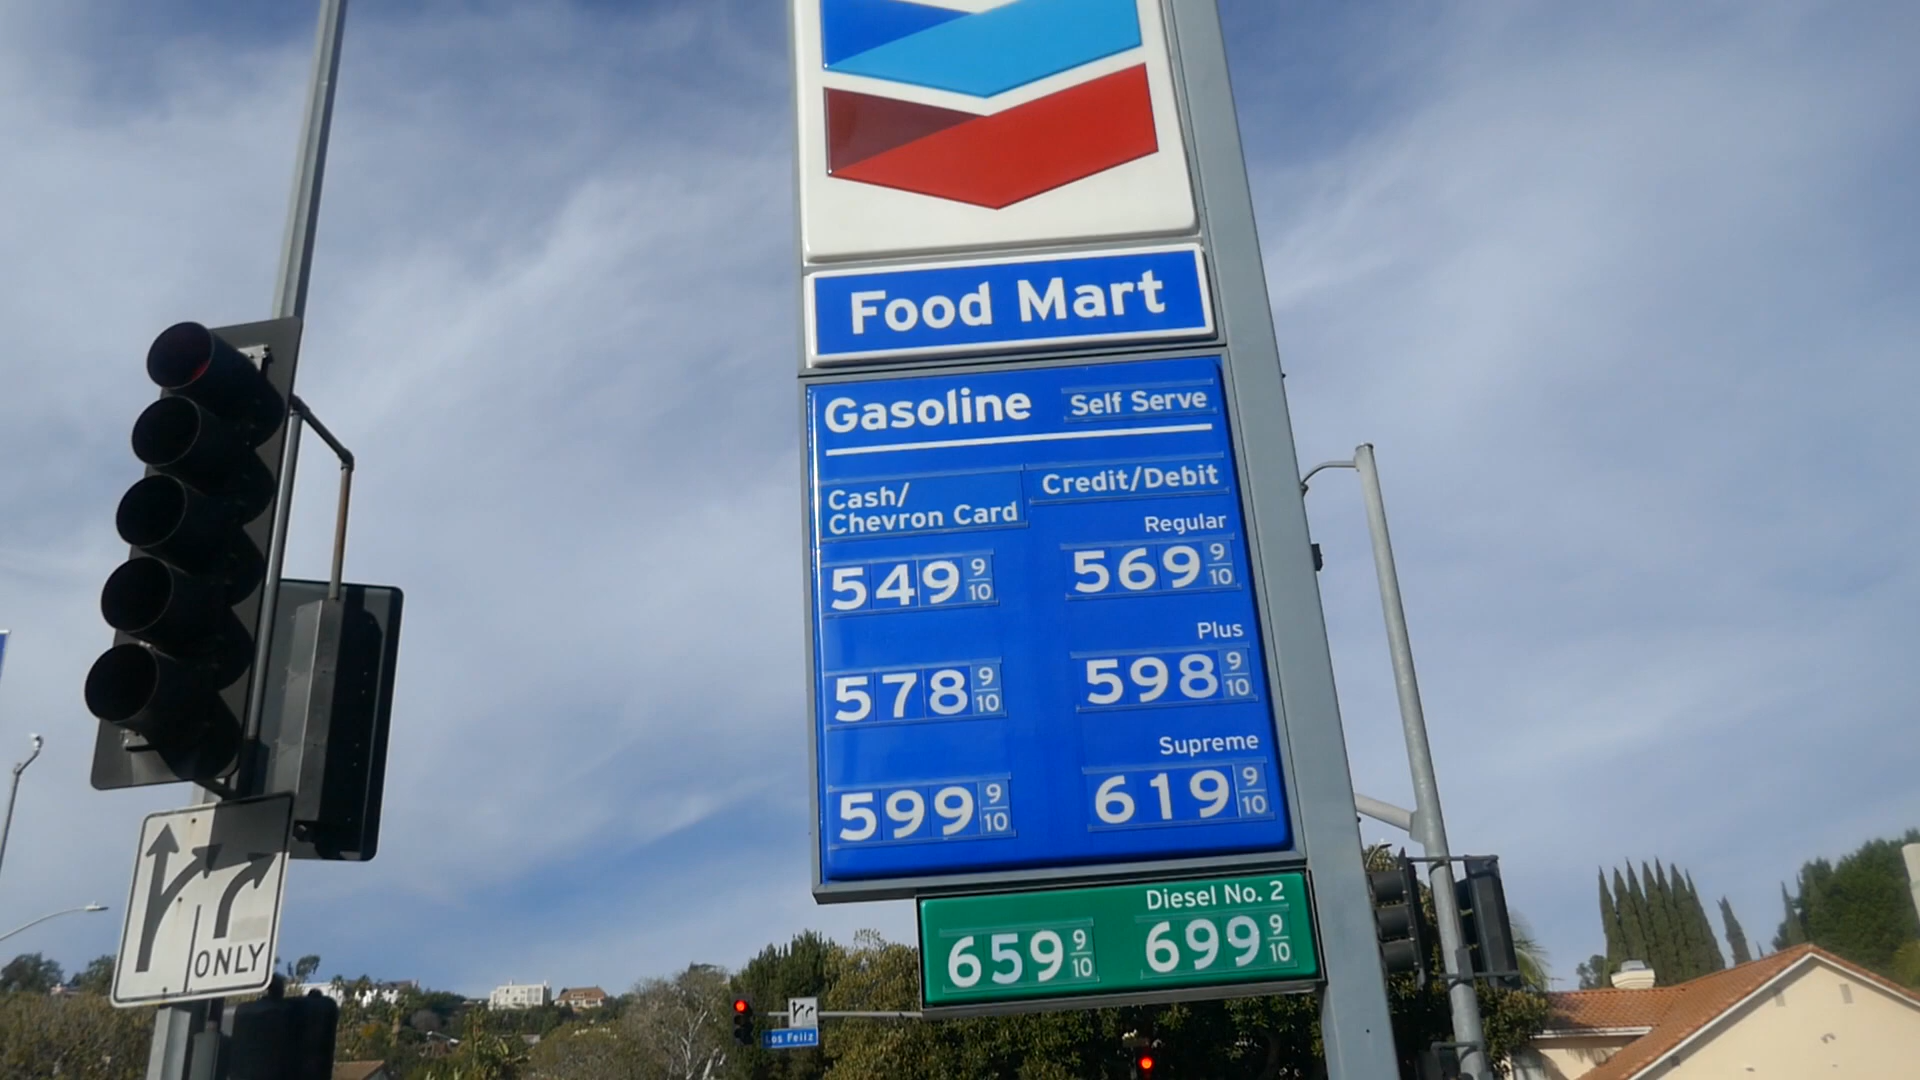 Food Mart
Gasoline Self Serve
Cash/
Chevron Card
Credit/Debit
Regular
549 9/10 569 9/10
Plus
578 9/10 598 9/10
Supreme
599 9/10 619 9/10
Diesel No. 2
659 9/10 699 9/10
ONLY
Los Feliz